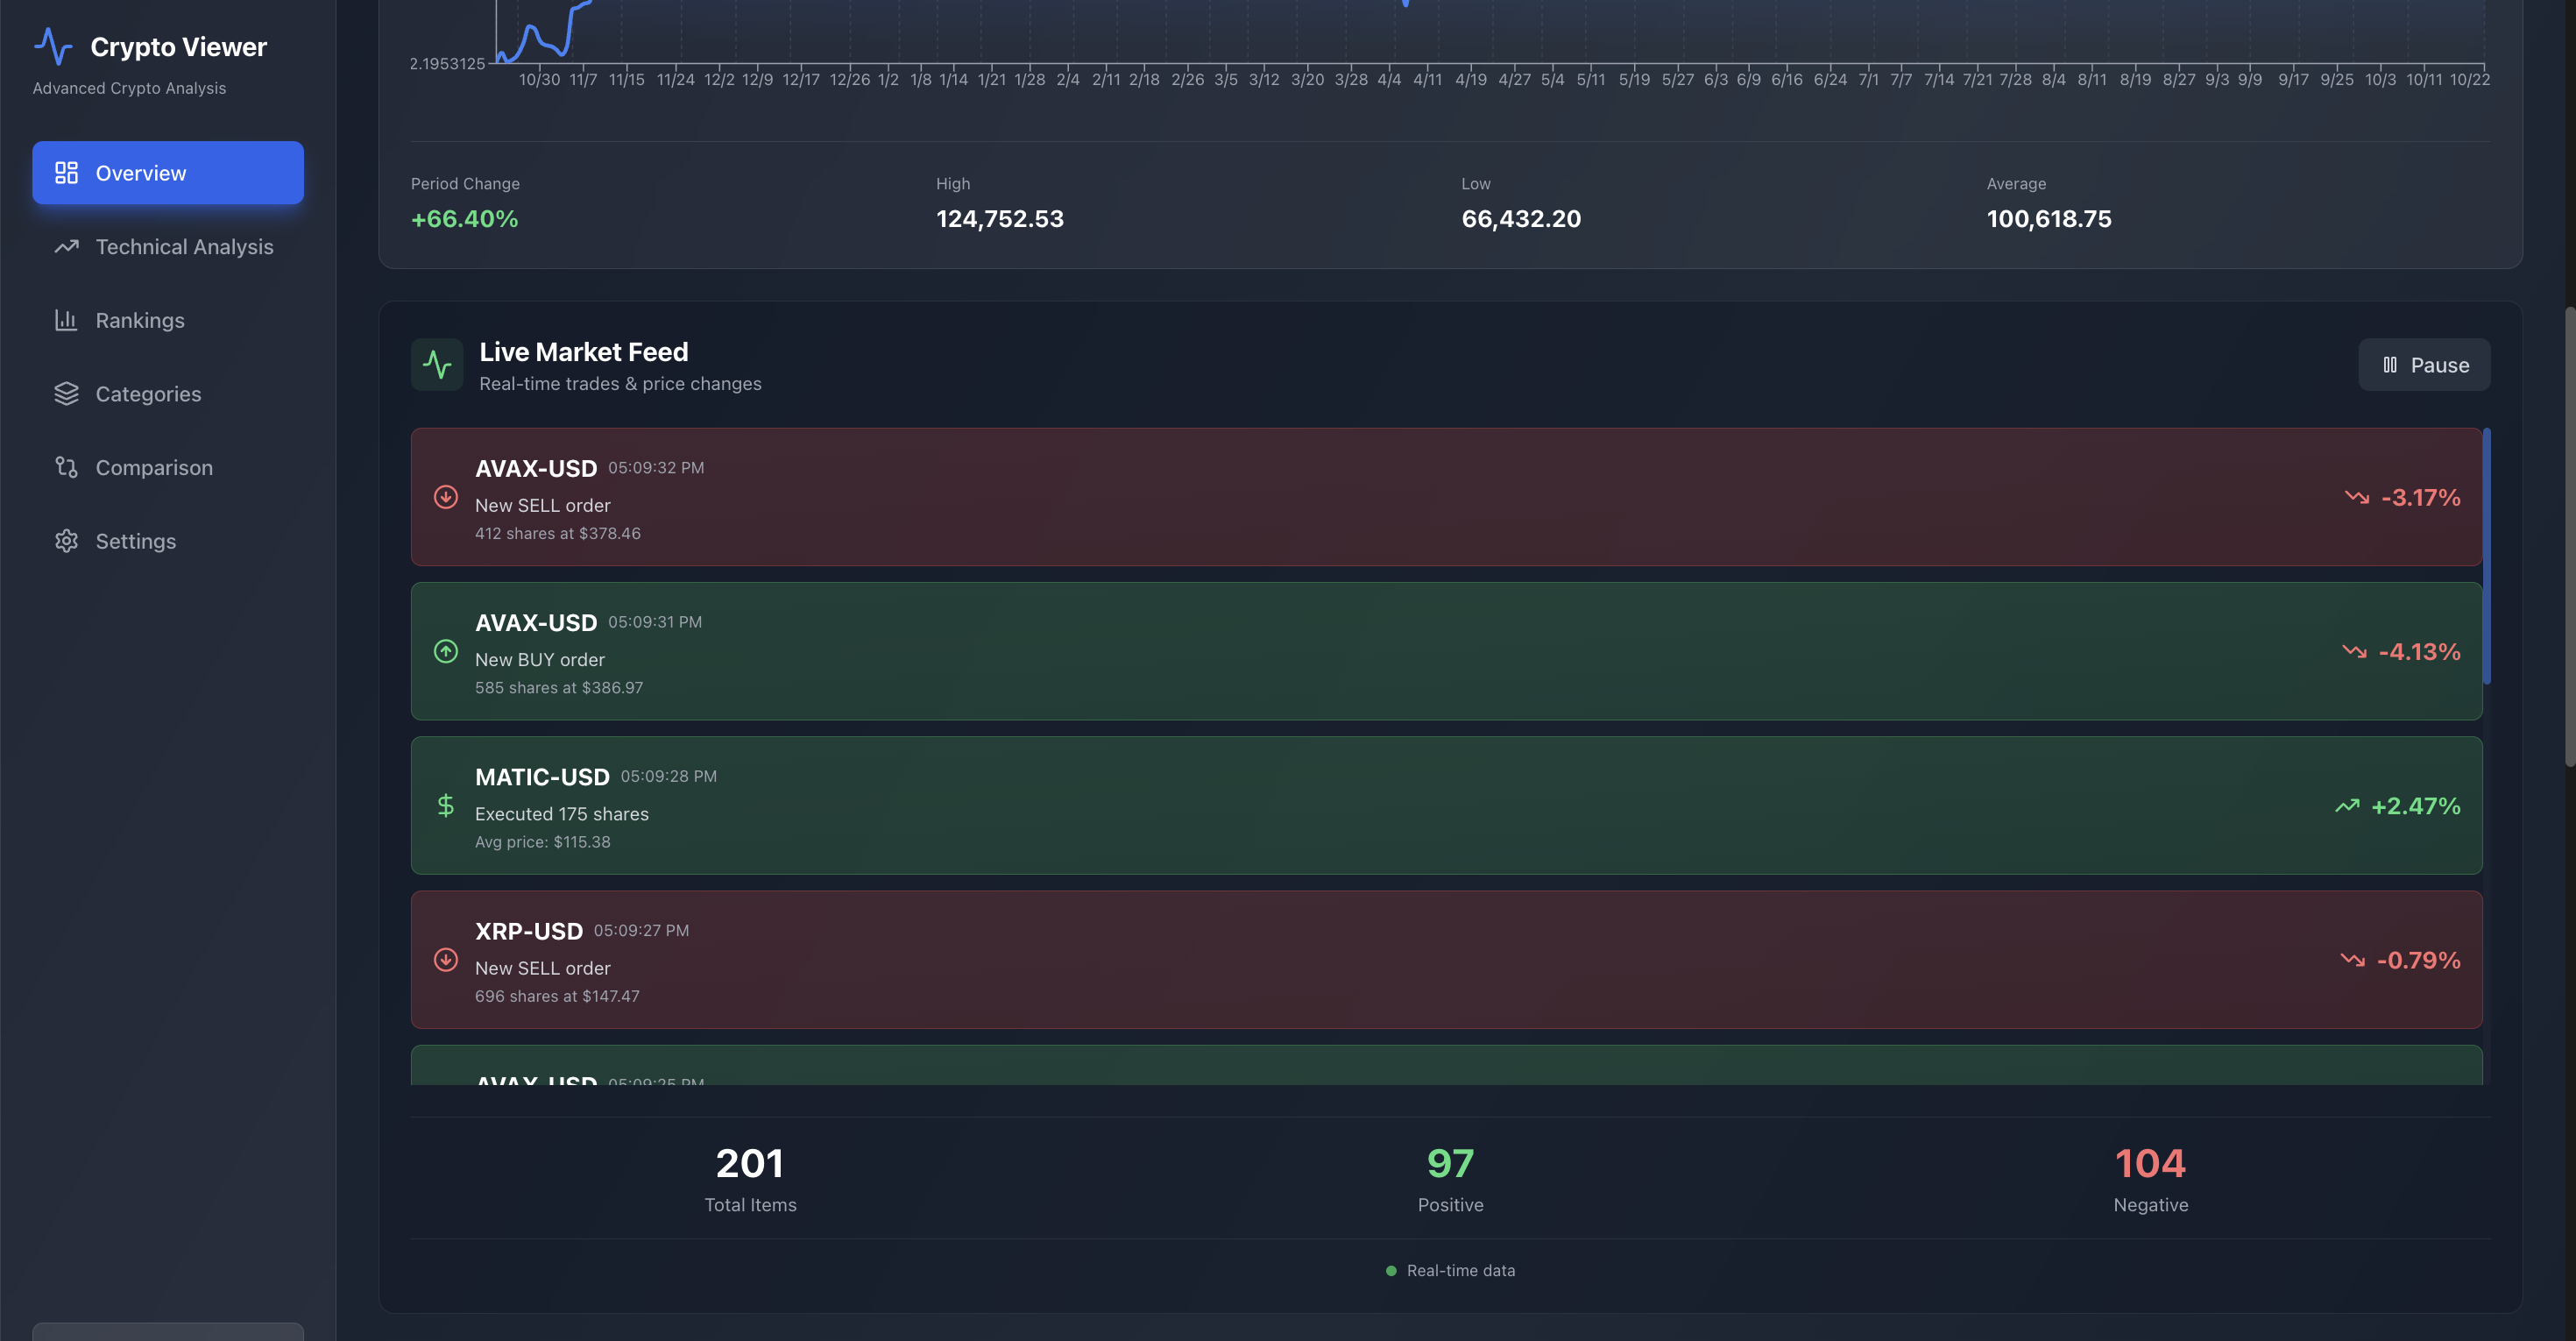 Crypto Viewer
Advanced Crypto Analysis
Overview
Technical Analysis
Rankings
Categories
Comparison
Settings
2.1953125
10/30 11/7 11/15 11/24 12/2 12/9 12/17 12/26 1/2 1/8 1/14 1/21 1/28 2/4 2/11 2/18 2/26 3/5 3/12 3/20 3/28 4/4 4/11 4/19 4/27 5/4 5/11 5/19 5/27 6/3 6/9 6/16 6/24 7/1 7/7 7/14 7/21 7/28 8/4 8/11 8/19 8/27 9/3 9/9 9/17 9/25 10/3 10/11 10/22
Period Change
+66.40%
High
124,752.53
Low
66,432.20
Average
100,618.75
Live Market Feed
Real-time trades & price changes
Pause
AVAX-USD 05:09:32 PM
New SELL order
412 shares at $378.46
-3.17%
AVAX-USD 05:09:31 PM
New BUY order
585 shares at $386.97
-4.13%
MATIC-USD 05:09:28 PM
Executed 175 shares
Avg price: $115.38
+2.47%
XRP-USD 05:09:27 PM
New SELL order
696 shares at $147.47
-0.79%
AVAX-USD 05:09:25 PM
201
Total Items
97
Positive
104
Negative
Real-time data